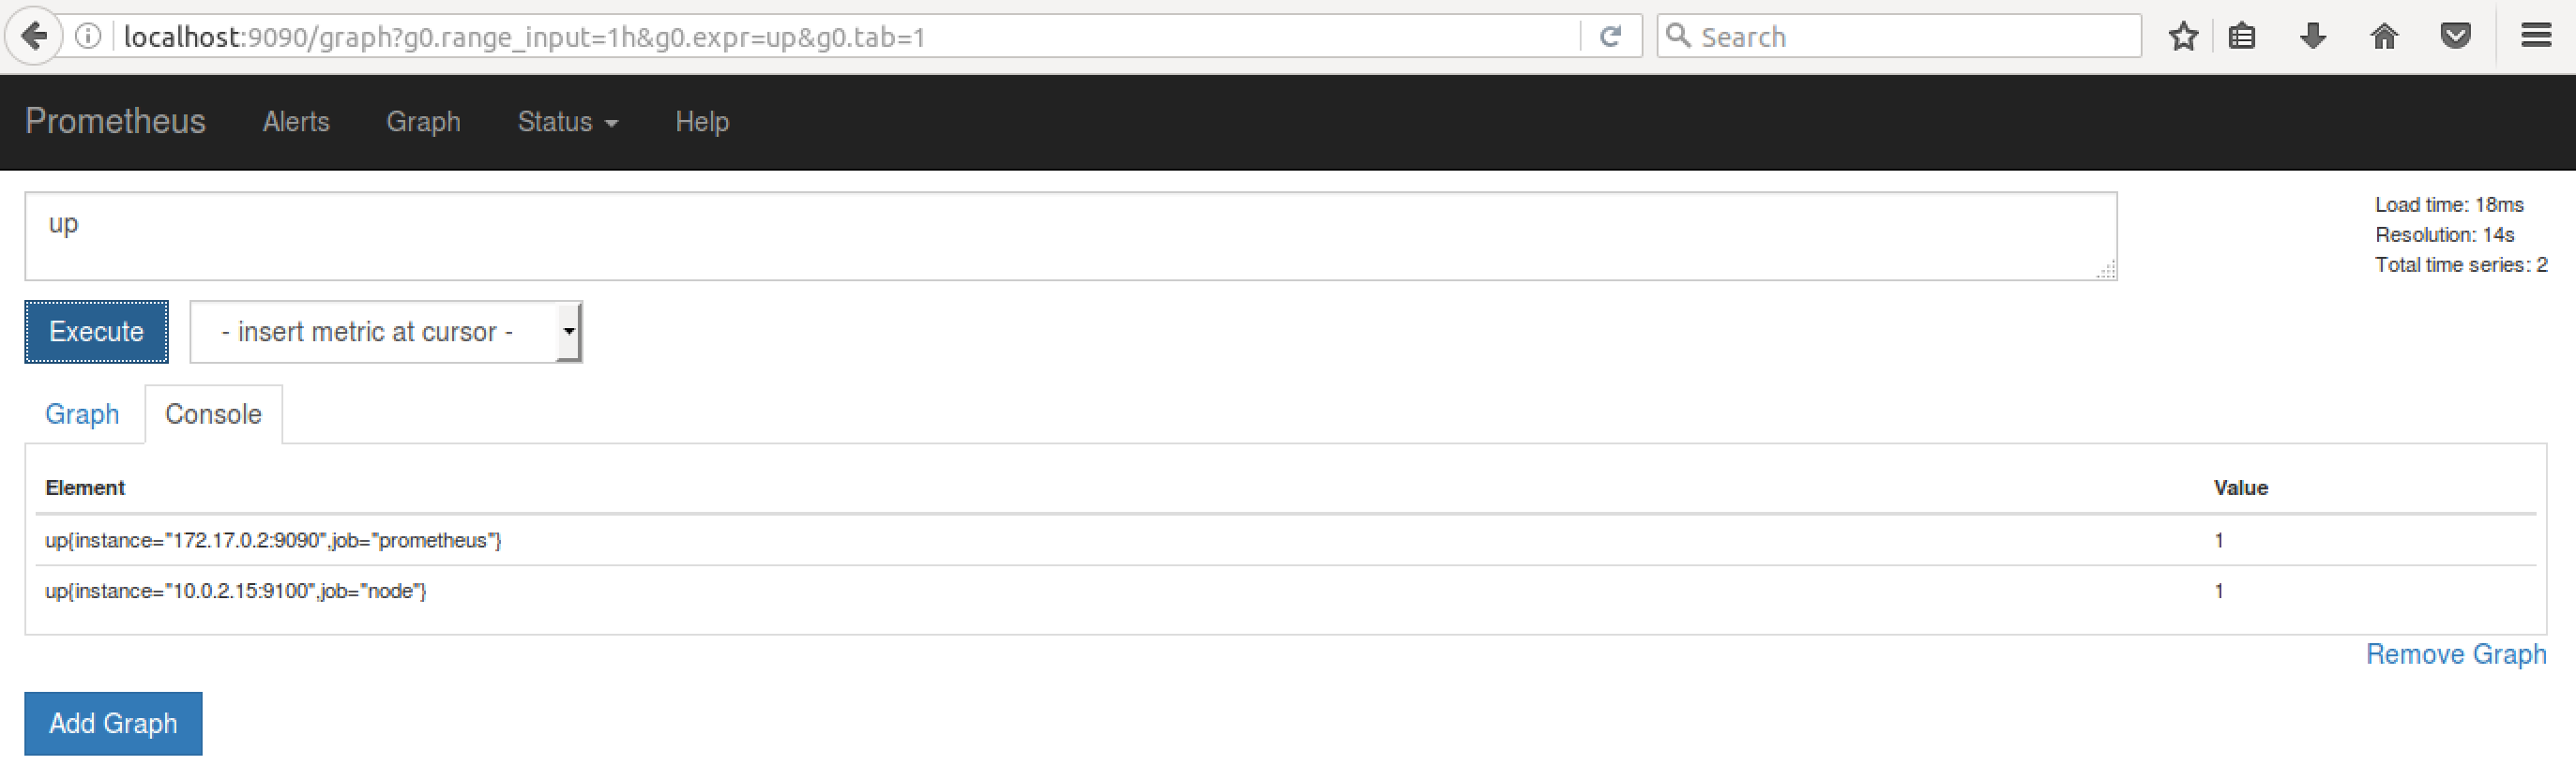 localhost:9090/graph?g0.range_input=1h&g0.expr=up&g0.tab=1
Search
Prometheus Alerts Graph Status Help
up
Load time: 18ms
Resolution: 14s
Total time series: 2
Execute - insert metric at cursor -
Graph Console
Element Value
up{instance="172.17.0.2:9090",job="prometheus"} 1
up{instance="10.0.2.15:9100",job="node"} 1
Remove Graph
Add Graph